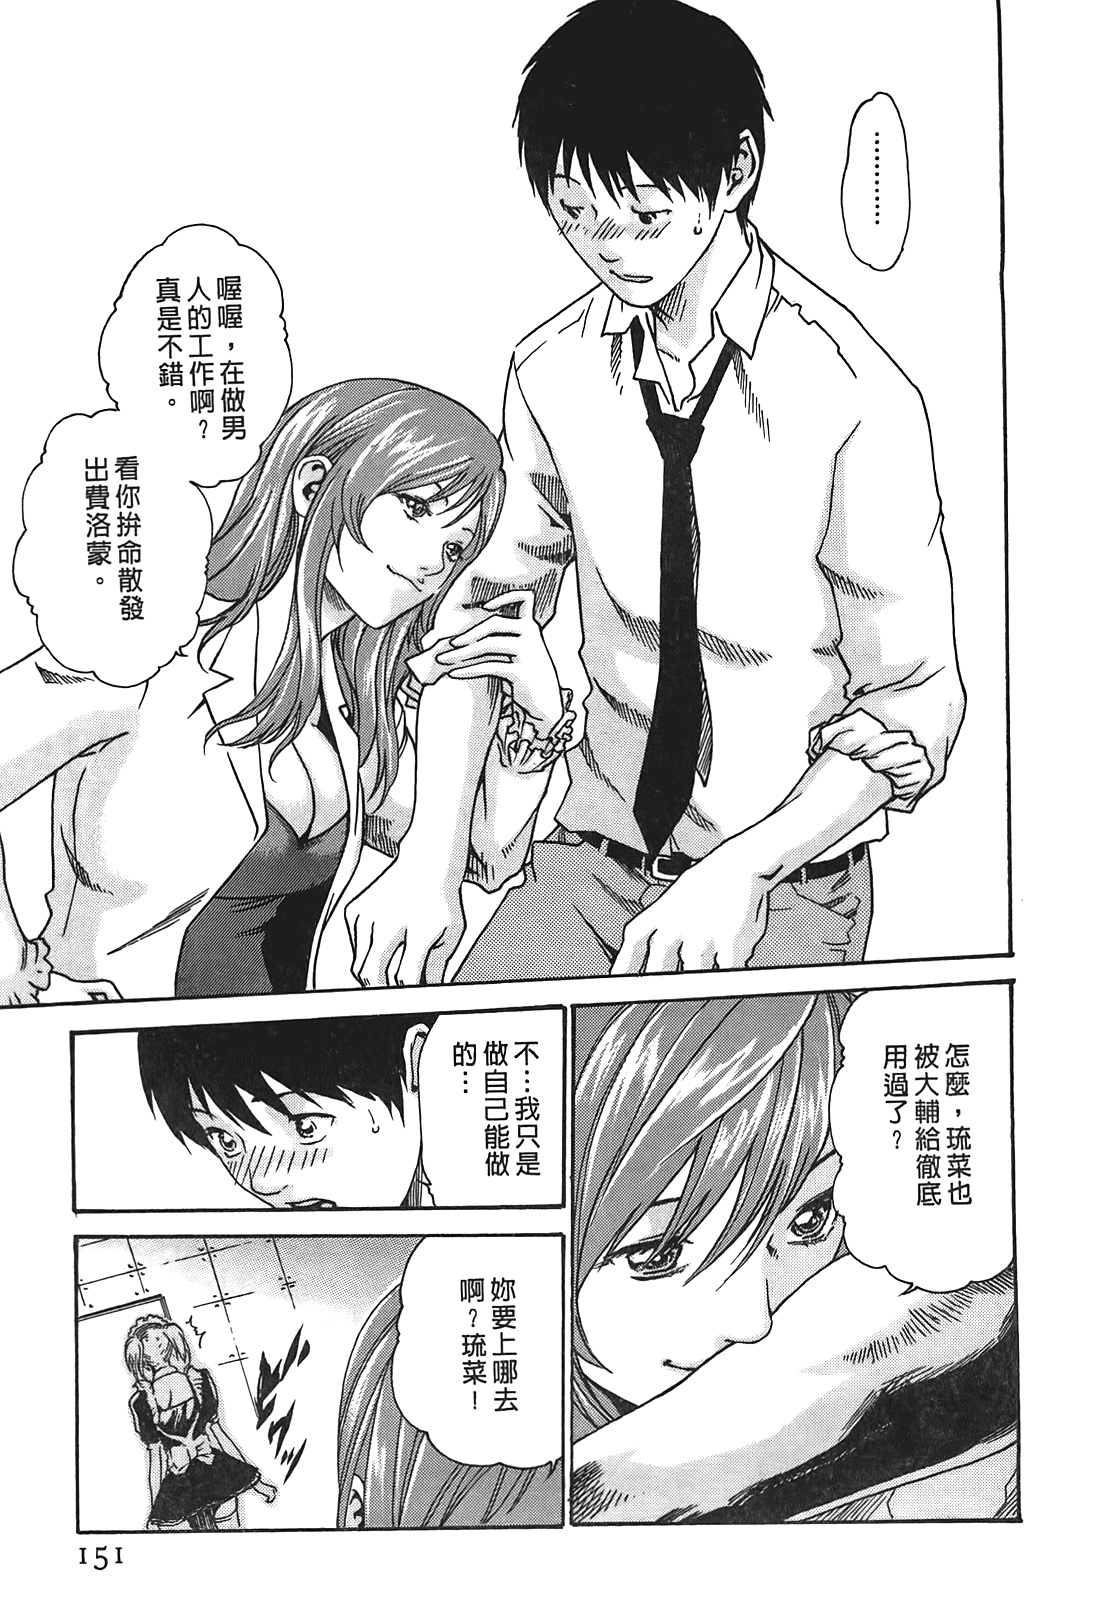 ………
喔喔，在做男
人的工作啊？
真是不錯。
看你拚命散發
出費洛蒙。
怎麼，琉菜也
被大輔給徹底
用過了？
不…我只是
做自己能做
的…
妳要上哪去
啊？琉菜！
151